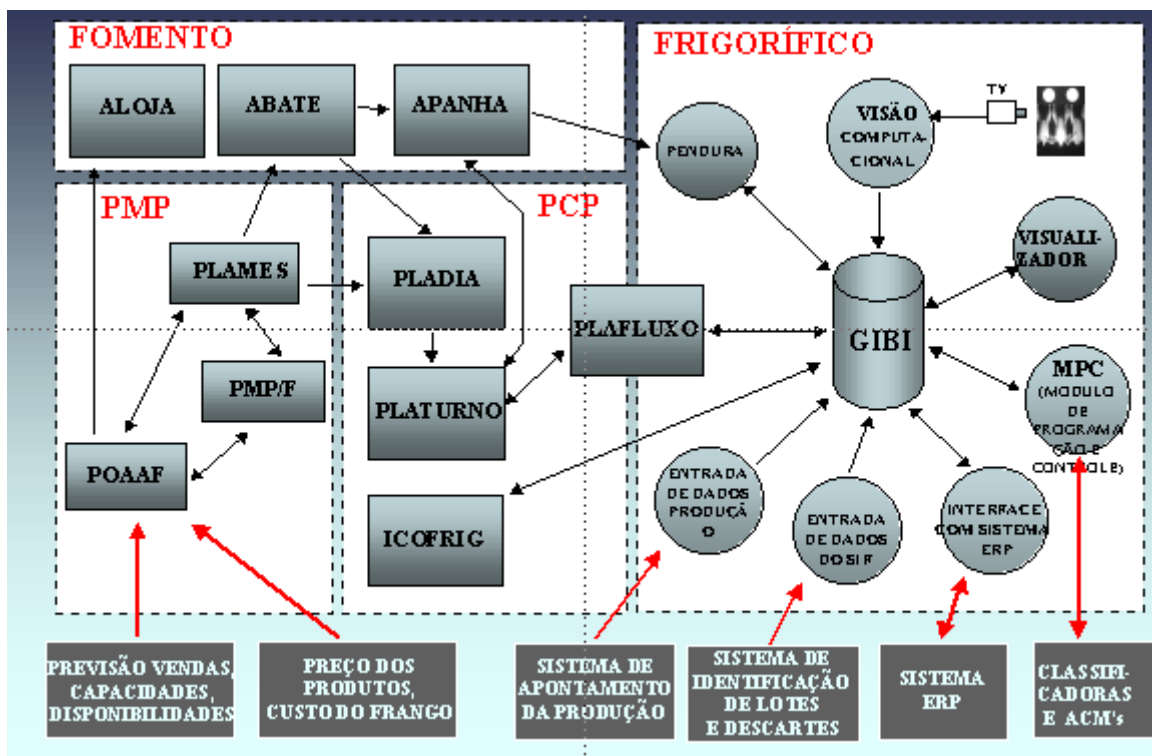 FOMENTO
ALOJA
ABATE
APANHA
PMP
PLAMES
PMP/F
POAAF
PCP
PLADIA
PLATURNO
ICOFRIG
PLAFLUXO
FRIGORÍFICO
PENDURA
VISÃO
COMPUTA-
CIONAL
TV
VISUALI-
ZADOR
GIBI
MPC
(MODULO
DE
PROGRAMA
ÇÃO E
CONTROLE)
ENTRADA
DE DADOS
PRODUÇÃ
O
ENTRADA
DE DADOS
DO SIF
INTERFACE
COM SISTEMA
ERP
PREVISÃO VENDAS,
CAPACIDADES,
DISPONIBILIDADES
PREÇO DOS
PRODUTOS,
CUSTO DO FRANGO
SISTEMA DE
APONTAMENTO
DA PRODUÇÃO
SISTEMA DE
IDENTIFICAÇÃO
DE LOTES
E DESCARTES
SISTEMA
ERP
CLASSIFI-
CADORAS
E ACM's